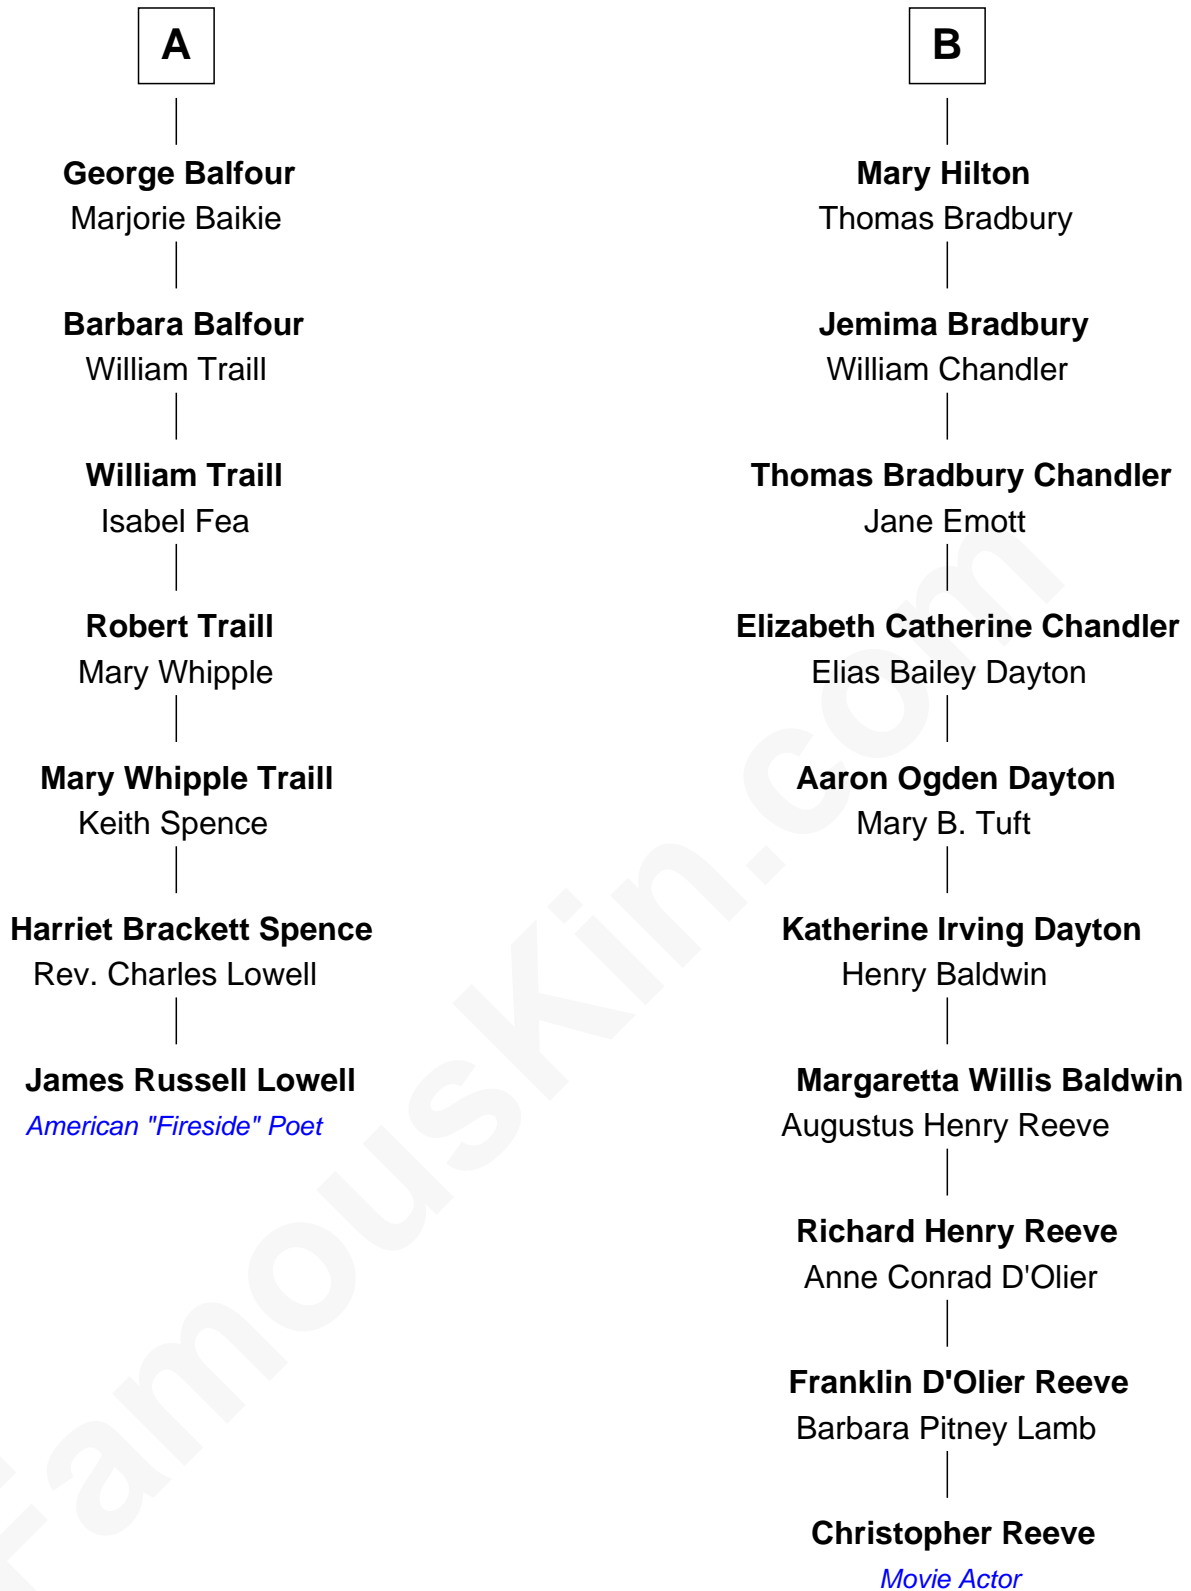 A
George Balfour
Marjorie Baikie
Barbara Balfour
William Traill
William Traill
Isabel Fea
Robert Traill
Mary Whipple
Mary Whipple Traill
Keith Spence
Harriet Brackett Spence
Rev. Charles Lowell
James Russell Lowell
American "Fireside" Poet
B
Mary Hilton
Thomas Bradbury
Jemima Bradbury
William Chandler
Thomas Bradbury Chandler
Jane Emott
Elizabeth Catherine Chandler
Elias Bailey Dayton
Aaron Ogden Dayton
Mary B. Tuft
Katherine Irving Dayton
Henry Baldwin
Margaretta Willis Baldwin
Augustus Henry Reeve
Richard Henry Reeve
Anne Conrad D'Olier
Franklin D'Olier Reeve
Barbara Pitney Lamb
Christopher Reeve
Movie Actor
FamousKin.com